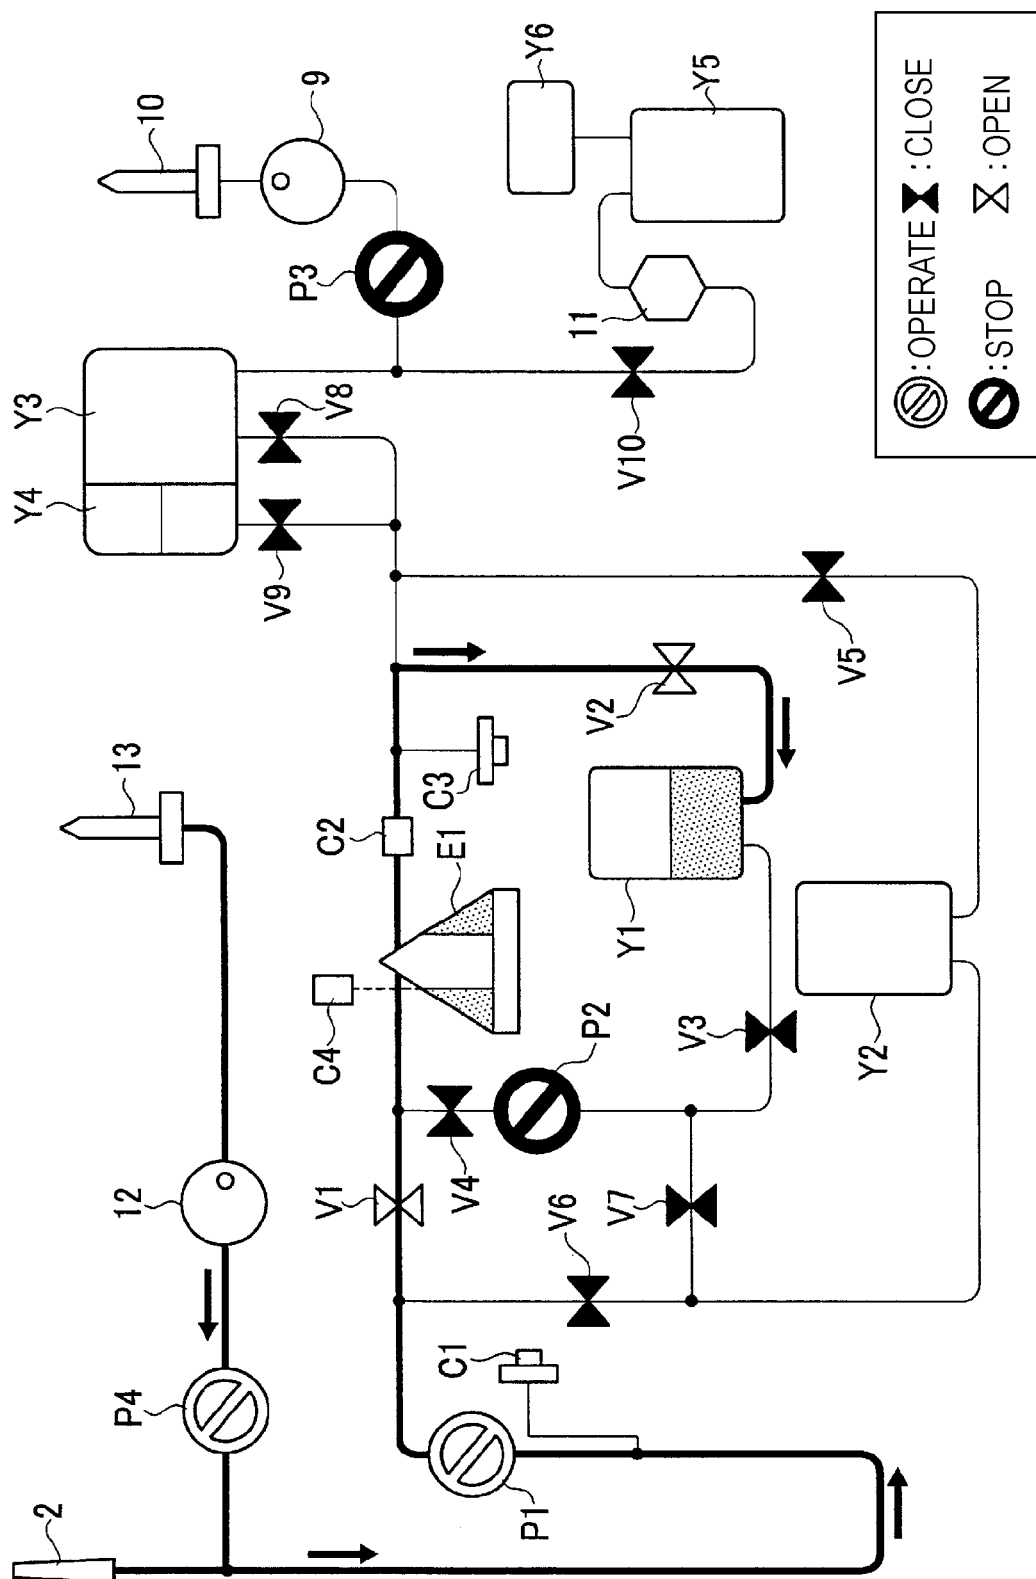 2
P4
12
13
P1
C1
V1
V6
V7
V4
P2
C4
E1
C2
C3
V3
Y2
Y1
V2
V5
V9
V8
Y4
Y3
V10
P3
11
10
9
Y6
Y5
:OPERATE :CLOSE
:STOP :OPEN